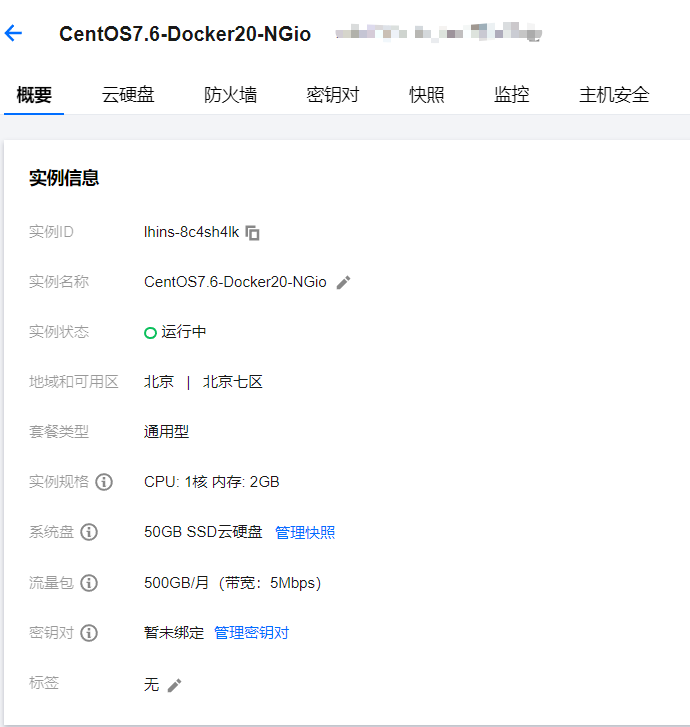 CentOS7.6-Docker20-NGio
概要 云硬盘 防火墙 密钥对 快照 监控 主机安全
实例信息
实例ID lhins-8c4sh4lk
实例名称 CentOS7.6-Docker20-NGio
实例状态 运行中
地域和可用区 北京 | 北京七区
套餐类型 通用型
实例规格 CPU: 1核 内存: 2GB
系统盘 50GB SSD云硬盘 管理快照
流量包 500GB/月（带宽：5Mbps）
密钥对 暂未绑定 管理密钥对
标签 无